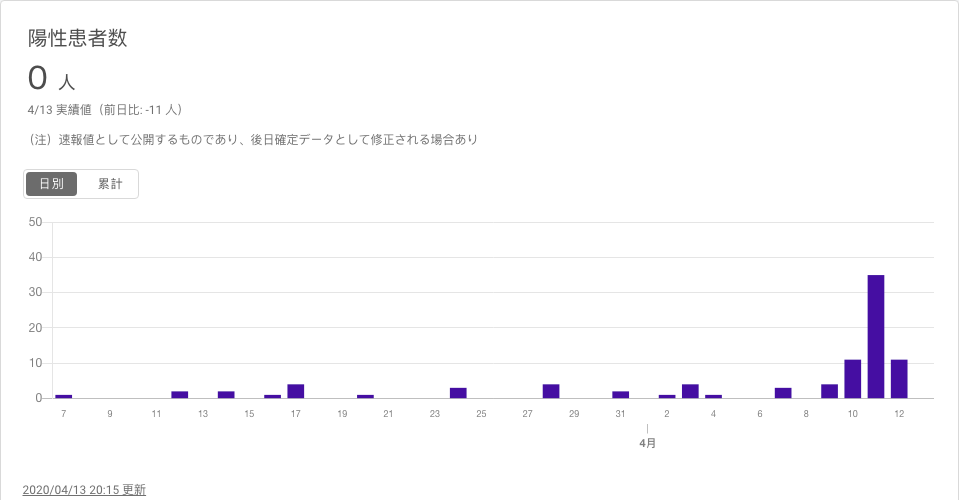 陽性患者数
0 人
4/13 実績値（前日比: -11 人）
（注）速報値として公開するものであり、後日確定データとして修正される場合あり
日別 累計
50
40
30
20
10
0
7 9 11 13 15 17 19 21 23 25 27 29 31 2 4 6 8 10 12
4月
2020/04/13 20:15 更新